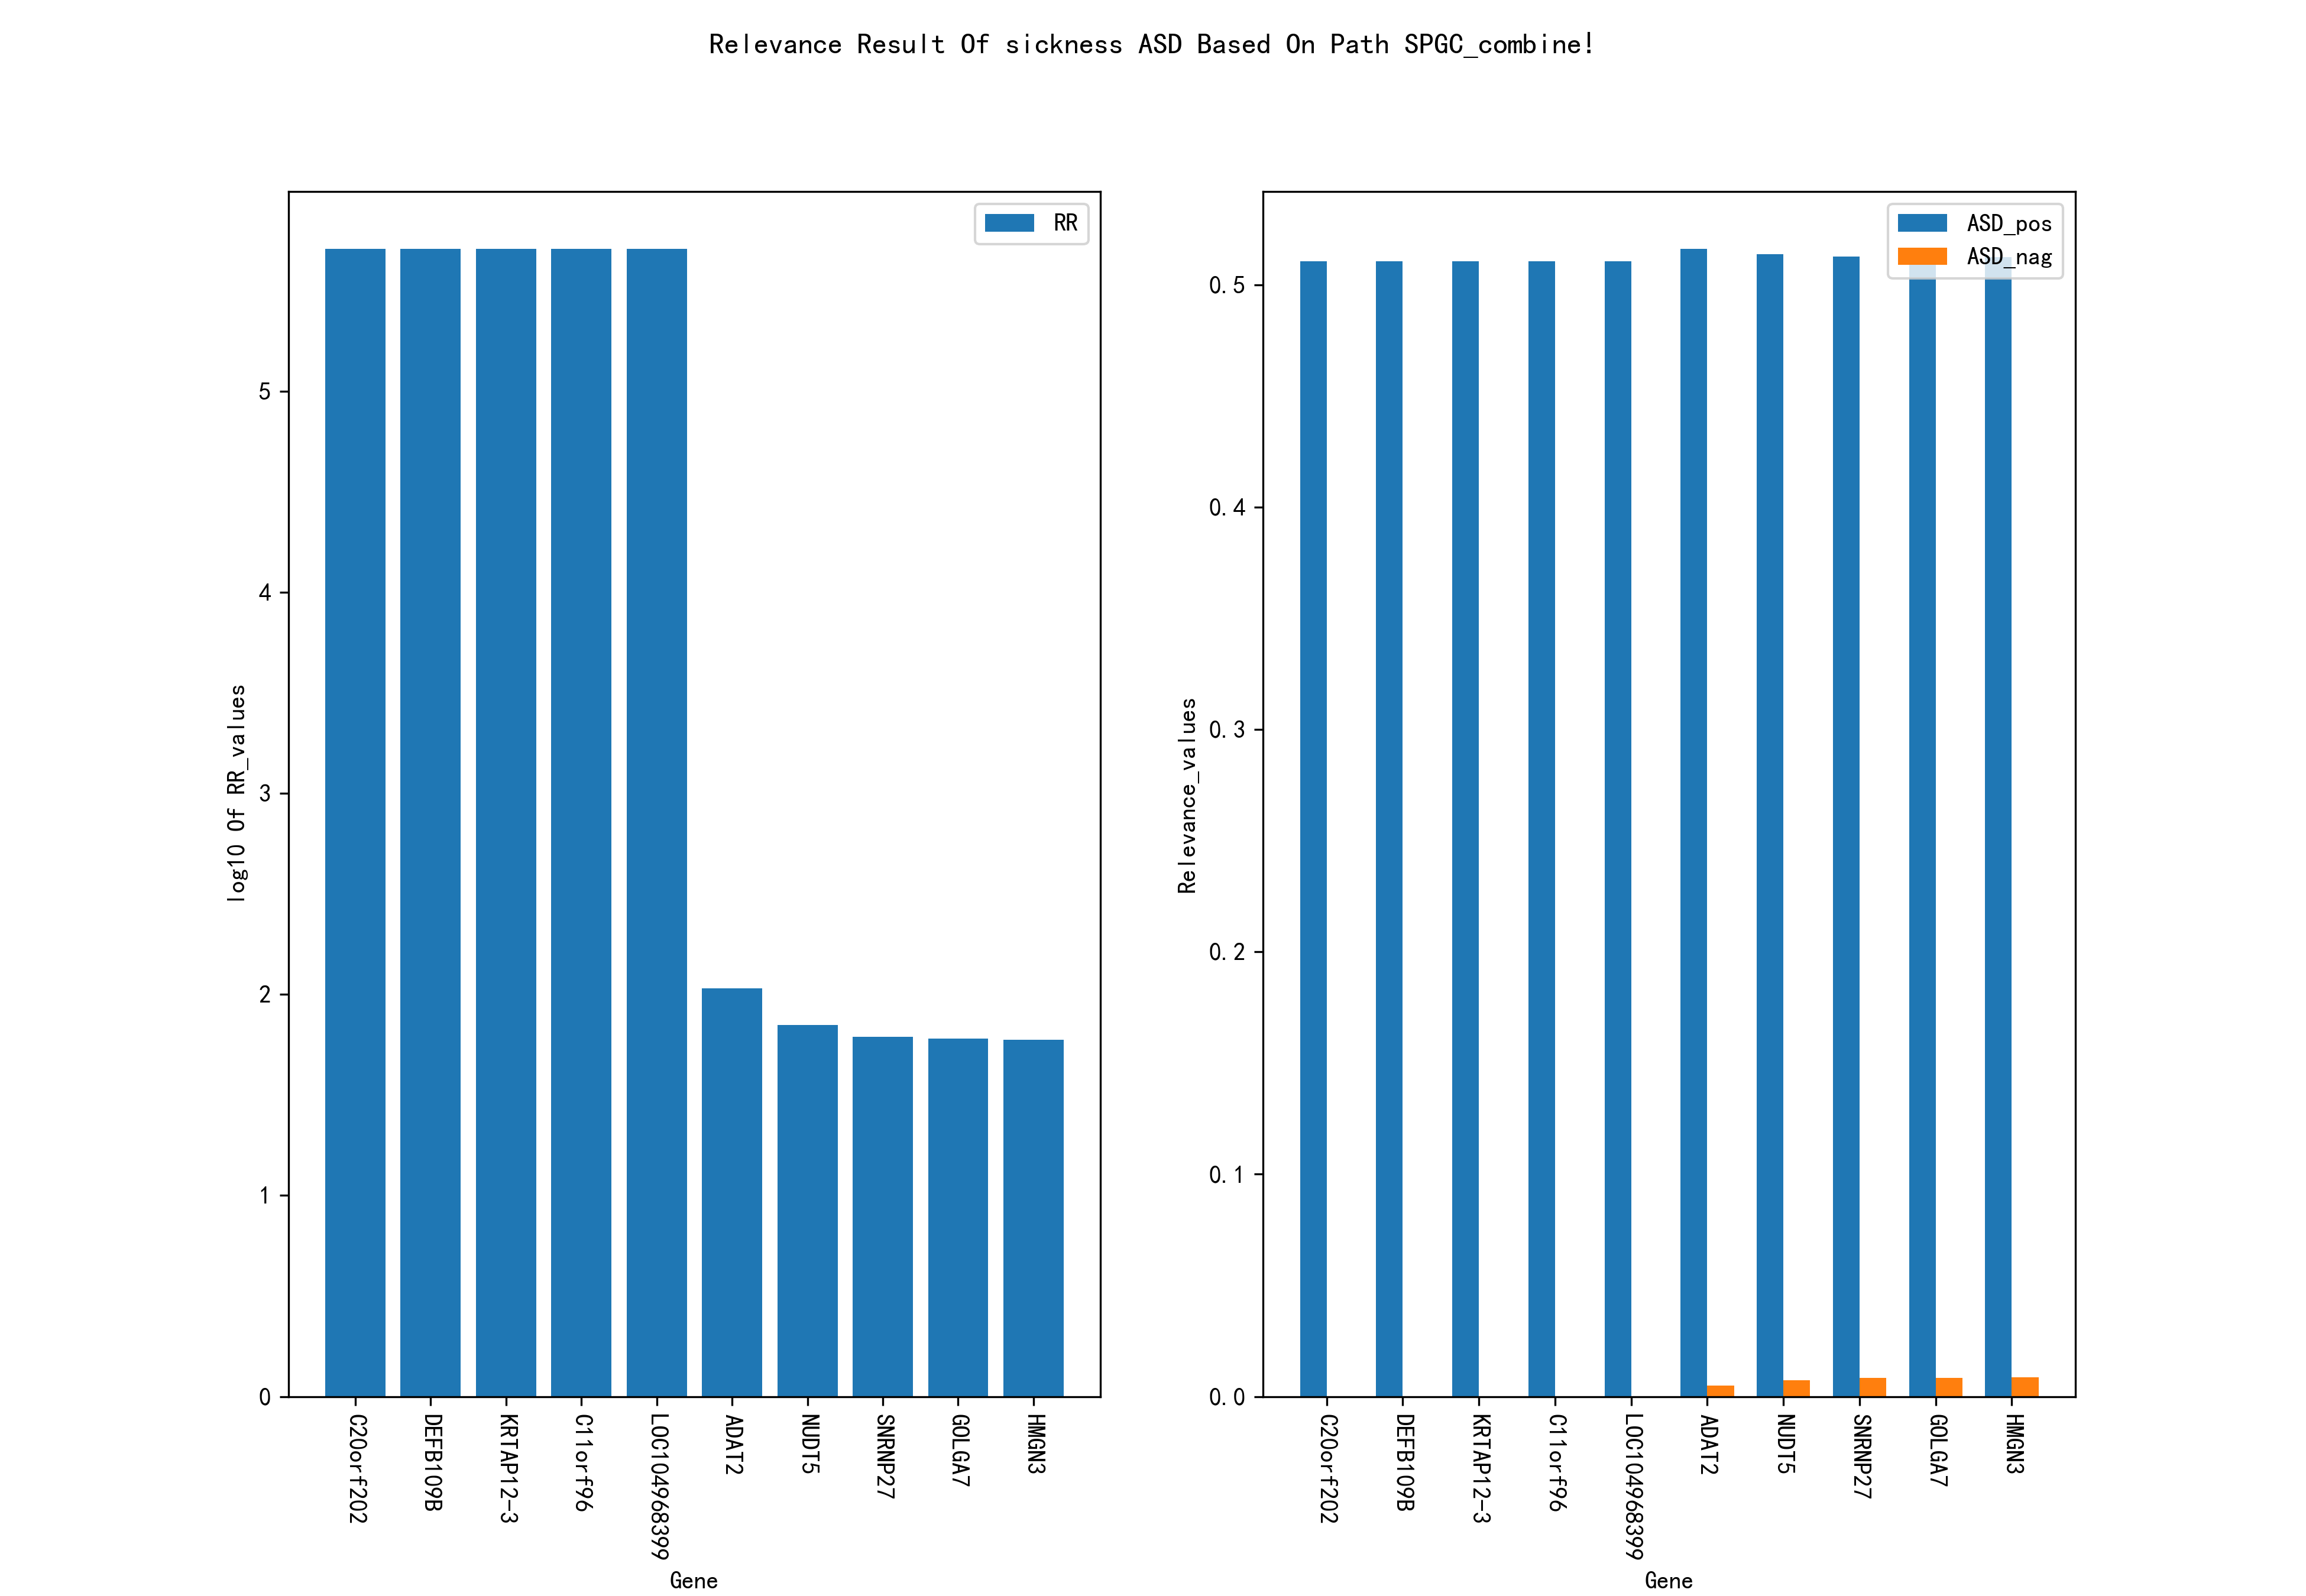 Relevance Result Of sickness ASD Based On Path SPGC_combine!
RR
5
4
3
2
1
0
log10 Of RR_values
C20orf202
DEFB109B
KRTAP12-3
C11orf96
LOC104968399
ADAT2
NUDT5
SNRNP27
GOLGA7
HMGN3
Gene
ASD_pos
ASD_nag
0.5
0.4
0.3
0.2
0.1
0.0
Relevance_values
C20orf202
DEFB109B
KRTAP12-3
C11orf96
LOC104968399
ADAT2
NUDT5
SNRNP27
GOLGA7
HMGN3
Gene